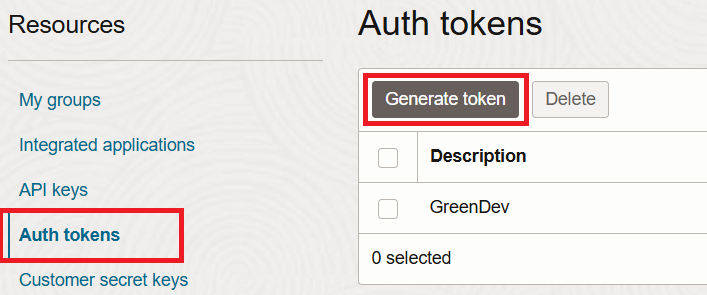 Resources
My groups
Integrated applications
API keys
Auth tokens
Customer secret keys
Auth tokens
Generate token Delete
Description
GreenDev
0 selected